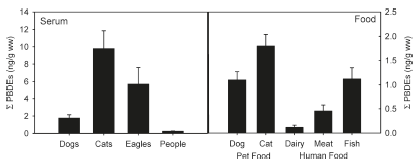 Serum
Food
Σ PBDEs (ng/g ww)
14
12
10
8
6
4
2
0
Dogs Cats Eagles People
Dog Cat Dairy Meat Fish
Pet Food Human Food
2.5
2.0
1.5
1.0
0.5
0.0
Σ PBDEs (ng/g ww)